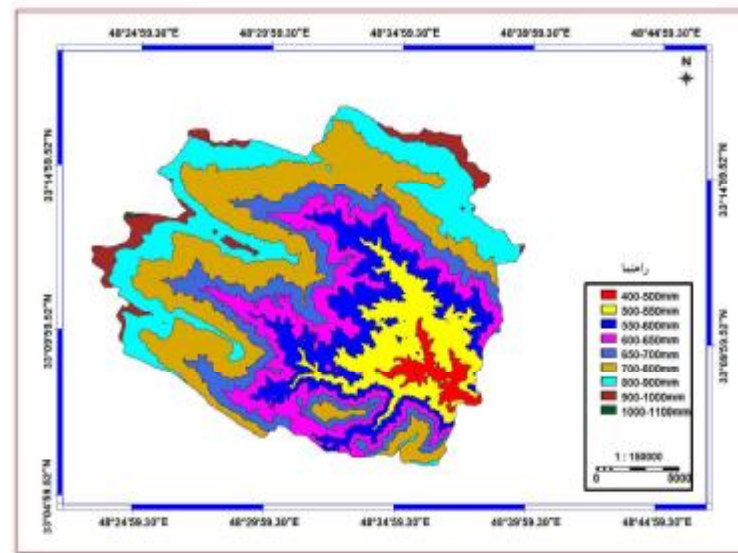 48°24'59.30"E 48°29'59.30"E 48°34'59.30"E 48°39'59.30"E 48°44'59.30"E
N
33°14'59.52"N 33°14'59.52"N
راهنما
400-500mm
500-550mm
550-600mm
600-650mm
650-700mm
700-800mm
800-900mm
900-1000mm
1000-1100mm
33°09'59.52"N 33°09'59.52"N
1 : 150000
0 5000
33°04'59.52"N
48°24'59.30"E 48°29'59.30"E 48°34'59.30"E 48°39'59.30"E 48°44'59.30"E